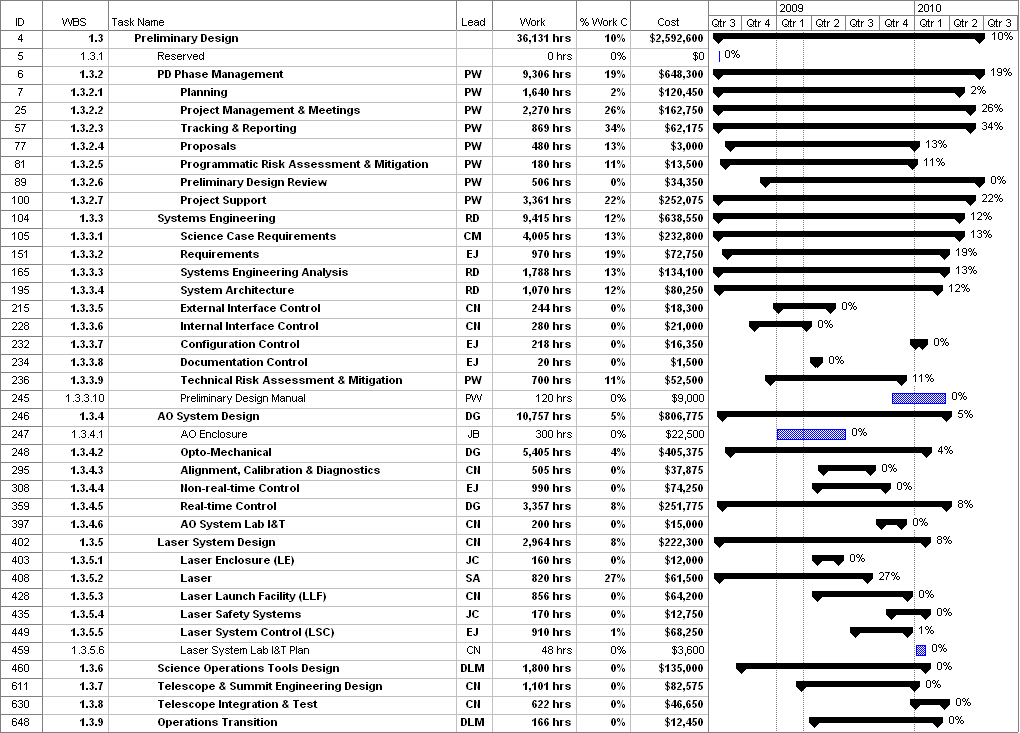 2009 2010
ID WBS Task Name Lead Work % Work C Cost Qtr 3 Qtr 4 Qtr 1 Qtr 2 Qtr 3 Qtr 4 Qtr 1 Qtr 2 Qtr 3
4 1.3 Preliminary Design 36,131 hrs 10% $2,592,600 10%
5 1.3.1 Reserved 0 hrs 0% $0 0%
6 1.3.2 PD Phase Management PW 9,306 hrs 19% $648,300 19%
7 1.3.2.1 Planning PW 1,640 hrs 2% $120,450 2%
25 1.3.2.2 Project Management & Meetings PW 2,270 hrs 26% $162,750 26%
57 1.3.2.3 Tracking & Reporting PW 869 hrs 34% $62,175 34%
77 1.3.2.4 Proposals PW 480 hrs 13% $3,000 13%
81 1.3.2.5 Programmatic Risk Assessment & Mitigation PW 180 hrs 11% $13,500 11%
89 1.3.2.6 Preliminary Design Review PW 506 hrs 0% $34,350 0%
100 1.3.2.7 Project Support PW 3,361 hrs 22% $252,075 22%
104 1.3.3 Systems Engineering RD 9,415 hrs 12% $638,550 12%
105 1.3.3.1 Science Case Requirements CM 4,005 hrs 13% $232,800 13%
151 1.3.3.2 Requirements EJ 970 hrs 19% $72,750 19%
165 1.3.3.3 Systems Engineering Analysis RD 1,788 hrs 13% $134,100 13%
195 1.3.3.4 System Architecture RD 1,070 hrs 12% $80,250 12%
215 1.3.3.5 External Interface Control CN 244 hrs 0% $18,300 0%
228 1.3.3.6 Internal Interface Control CN 280 hrs 0% $21,000 0%
232 1.3.3.7 Configuration Control EJ 218 hrs 0% $16,350 0%
234 1.3.3.8 Documentation Control EJ 20 hrs 0% $1,500 0%
236 1.3.3.9 Technical Risk Assessment & Mitigation PW 700 hrs 11% $52,500 11%
245 1.3.3.10 Preliminary Design Manual PW 120 hrs 0% $9,000 0%
246 1.3.4 AO System Design DG 10,757 hrs 5% $806,775 5%
247 1.3.4.1 AO Enclosure JB 300 hrs 0% $22,500 0%
248 1.3.4.2 Opto-Mechanical DG 5,405 hrs 4% $405,375 4%
295 1.3.4.3 Alignment, Calibration & Diagnostics CN 505 hrs 0% $37,875 0%
308 1.3.4.4 Non-real-time Control EJ 990 hrs 0% $74,250 0%
359 1.3.4.5 Real-time Control DG 3,357 hrs 8% $251,775 8%
397 1.3.4.6 AO System Lab I&T CN 200 hrs 0% $15,000 0%
402 1.3.5 Laser System Design CN 2,964 hrs 8% $222,300 8%
403 1.3.5.1 Laser Enclosure (LE) JC 160 hrs 0% $12,000 0%
408 1.3.5.2 Laser SA 820 hrs 27% $61,500 27%
428 1.3.5.3 Laser Launch Facility (LLF) CN 856 hrs 0% $64,200 0%
435 1.3.5.4 Laser Safety Systems JC 170 hrs 0% $12,750 0%
449 1.3.5.5 Laser System Control (LSC) EJ 910 hrs 1% $68,250 1%
459 1.3.5.6 Laser System Lab I&T Plan CN 48 hrs 0% $3,600 0%
460 1.3.6 Science Operations Tools Design DLM 1,800 hrs 0% $135,000 0%
611 1.3.7 Telescope & Summit Engineering Design CN 1,101 hrs 0% $82,575 0%
630 1.3.8 Telescope Integration & Test CN 622 hrs 0% $46,650 0%
648 1.3.9 Operations Transition DLM 166 hrs 0% $12,450 0%